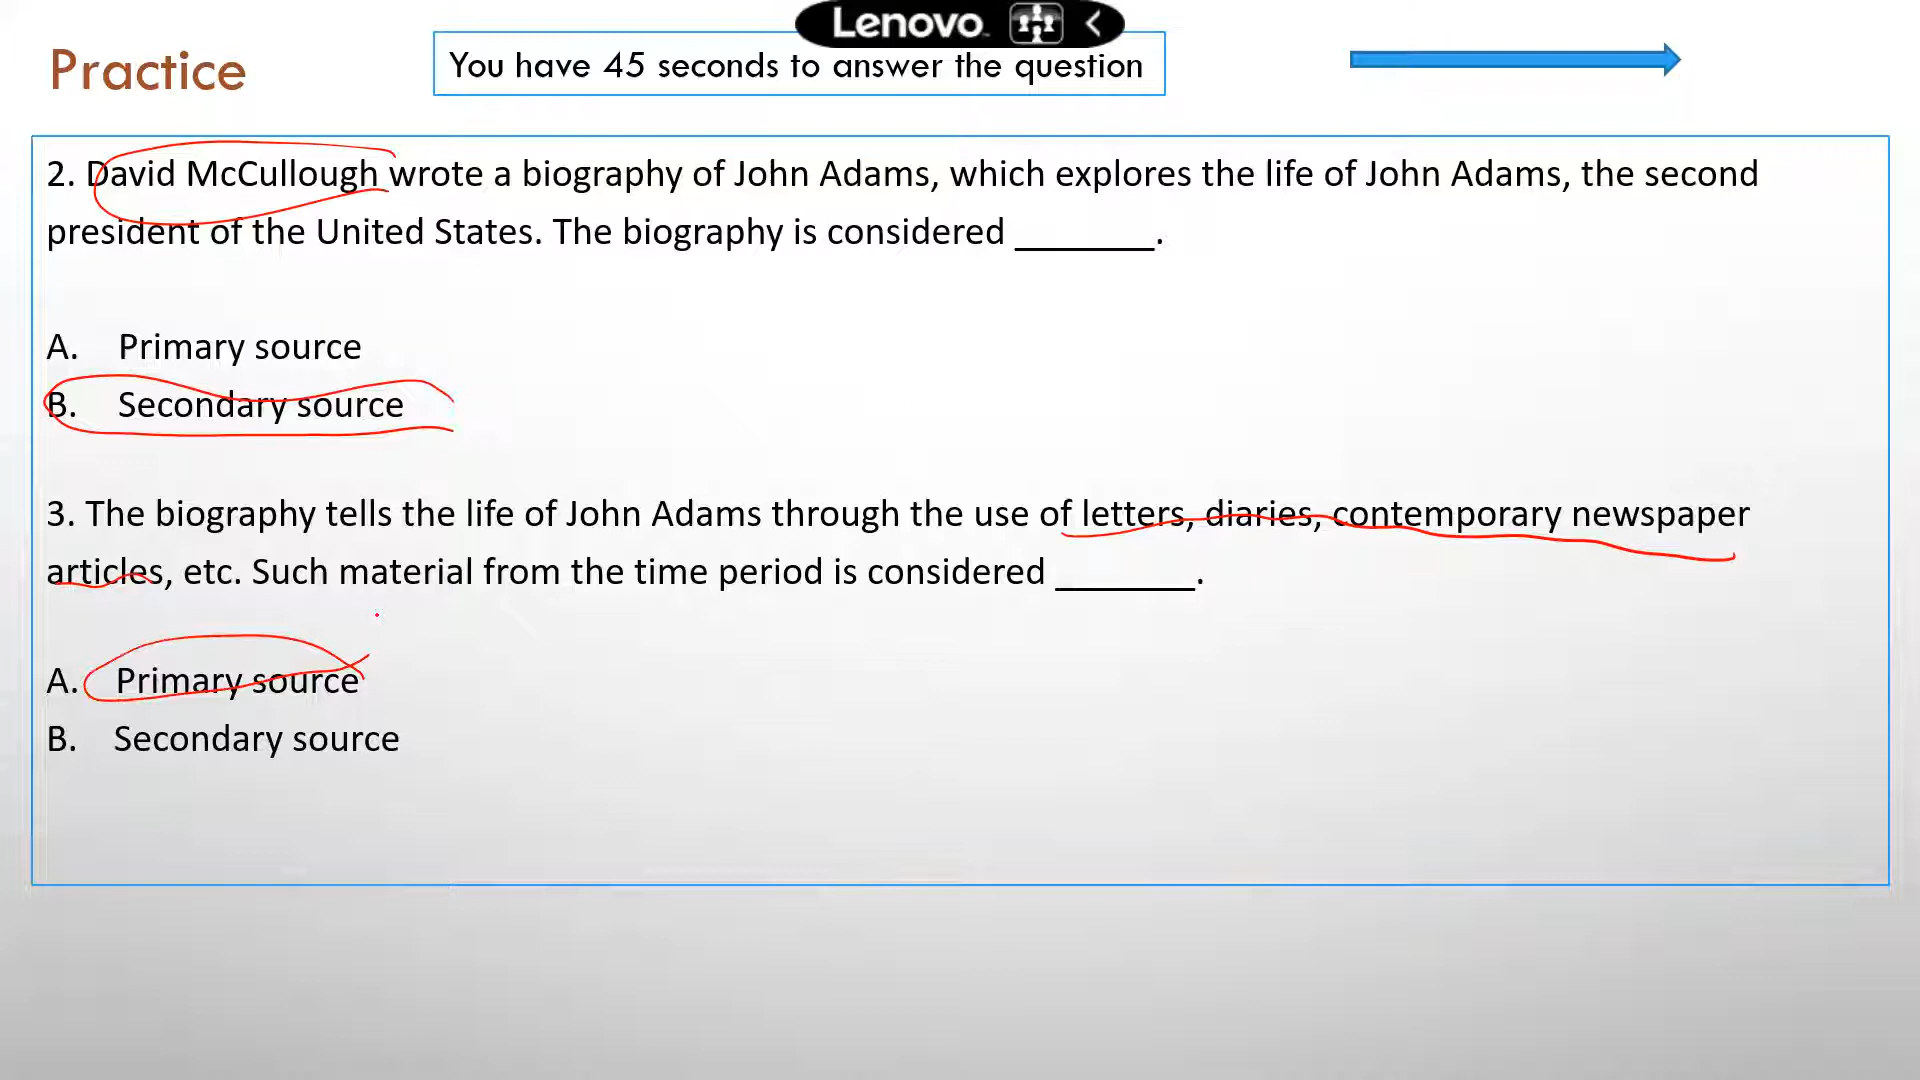 Lenovo
Practice
You have 45 seconds to answer the question
2. David McCullough wrote a biography of John Adams, which explores the life of John Adams, the second
president of the United States. The biography is considered _______.
A. Primary source
B. Secondary source
3. The biography tells the life of John Adams through the use of letters, diaries, contemporary newspaper
articles, etc. Such material from the time period is considered _______.
A. Primary source
B. Secondary source